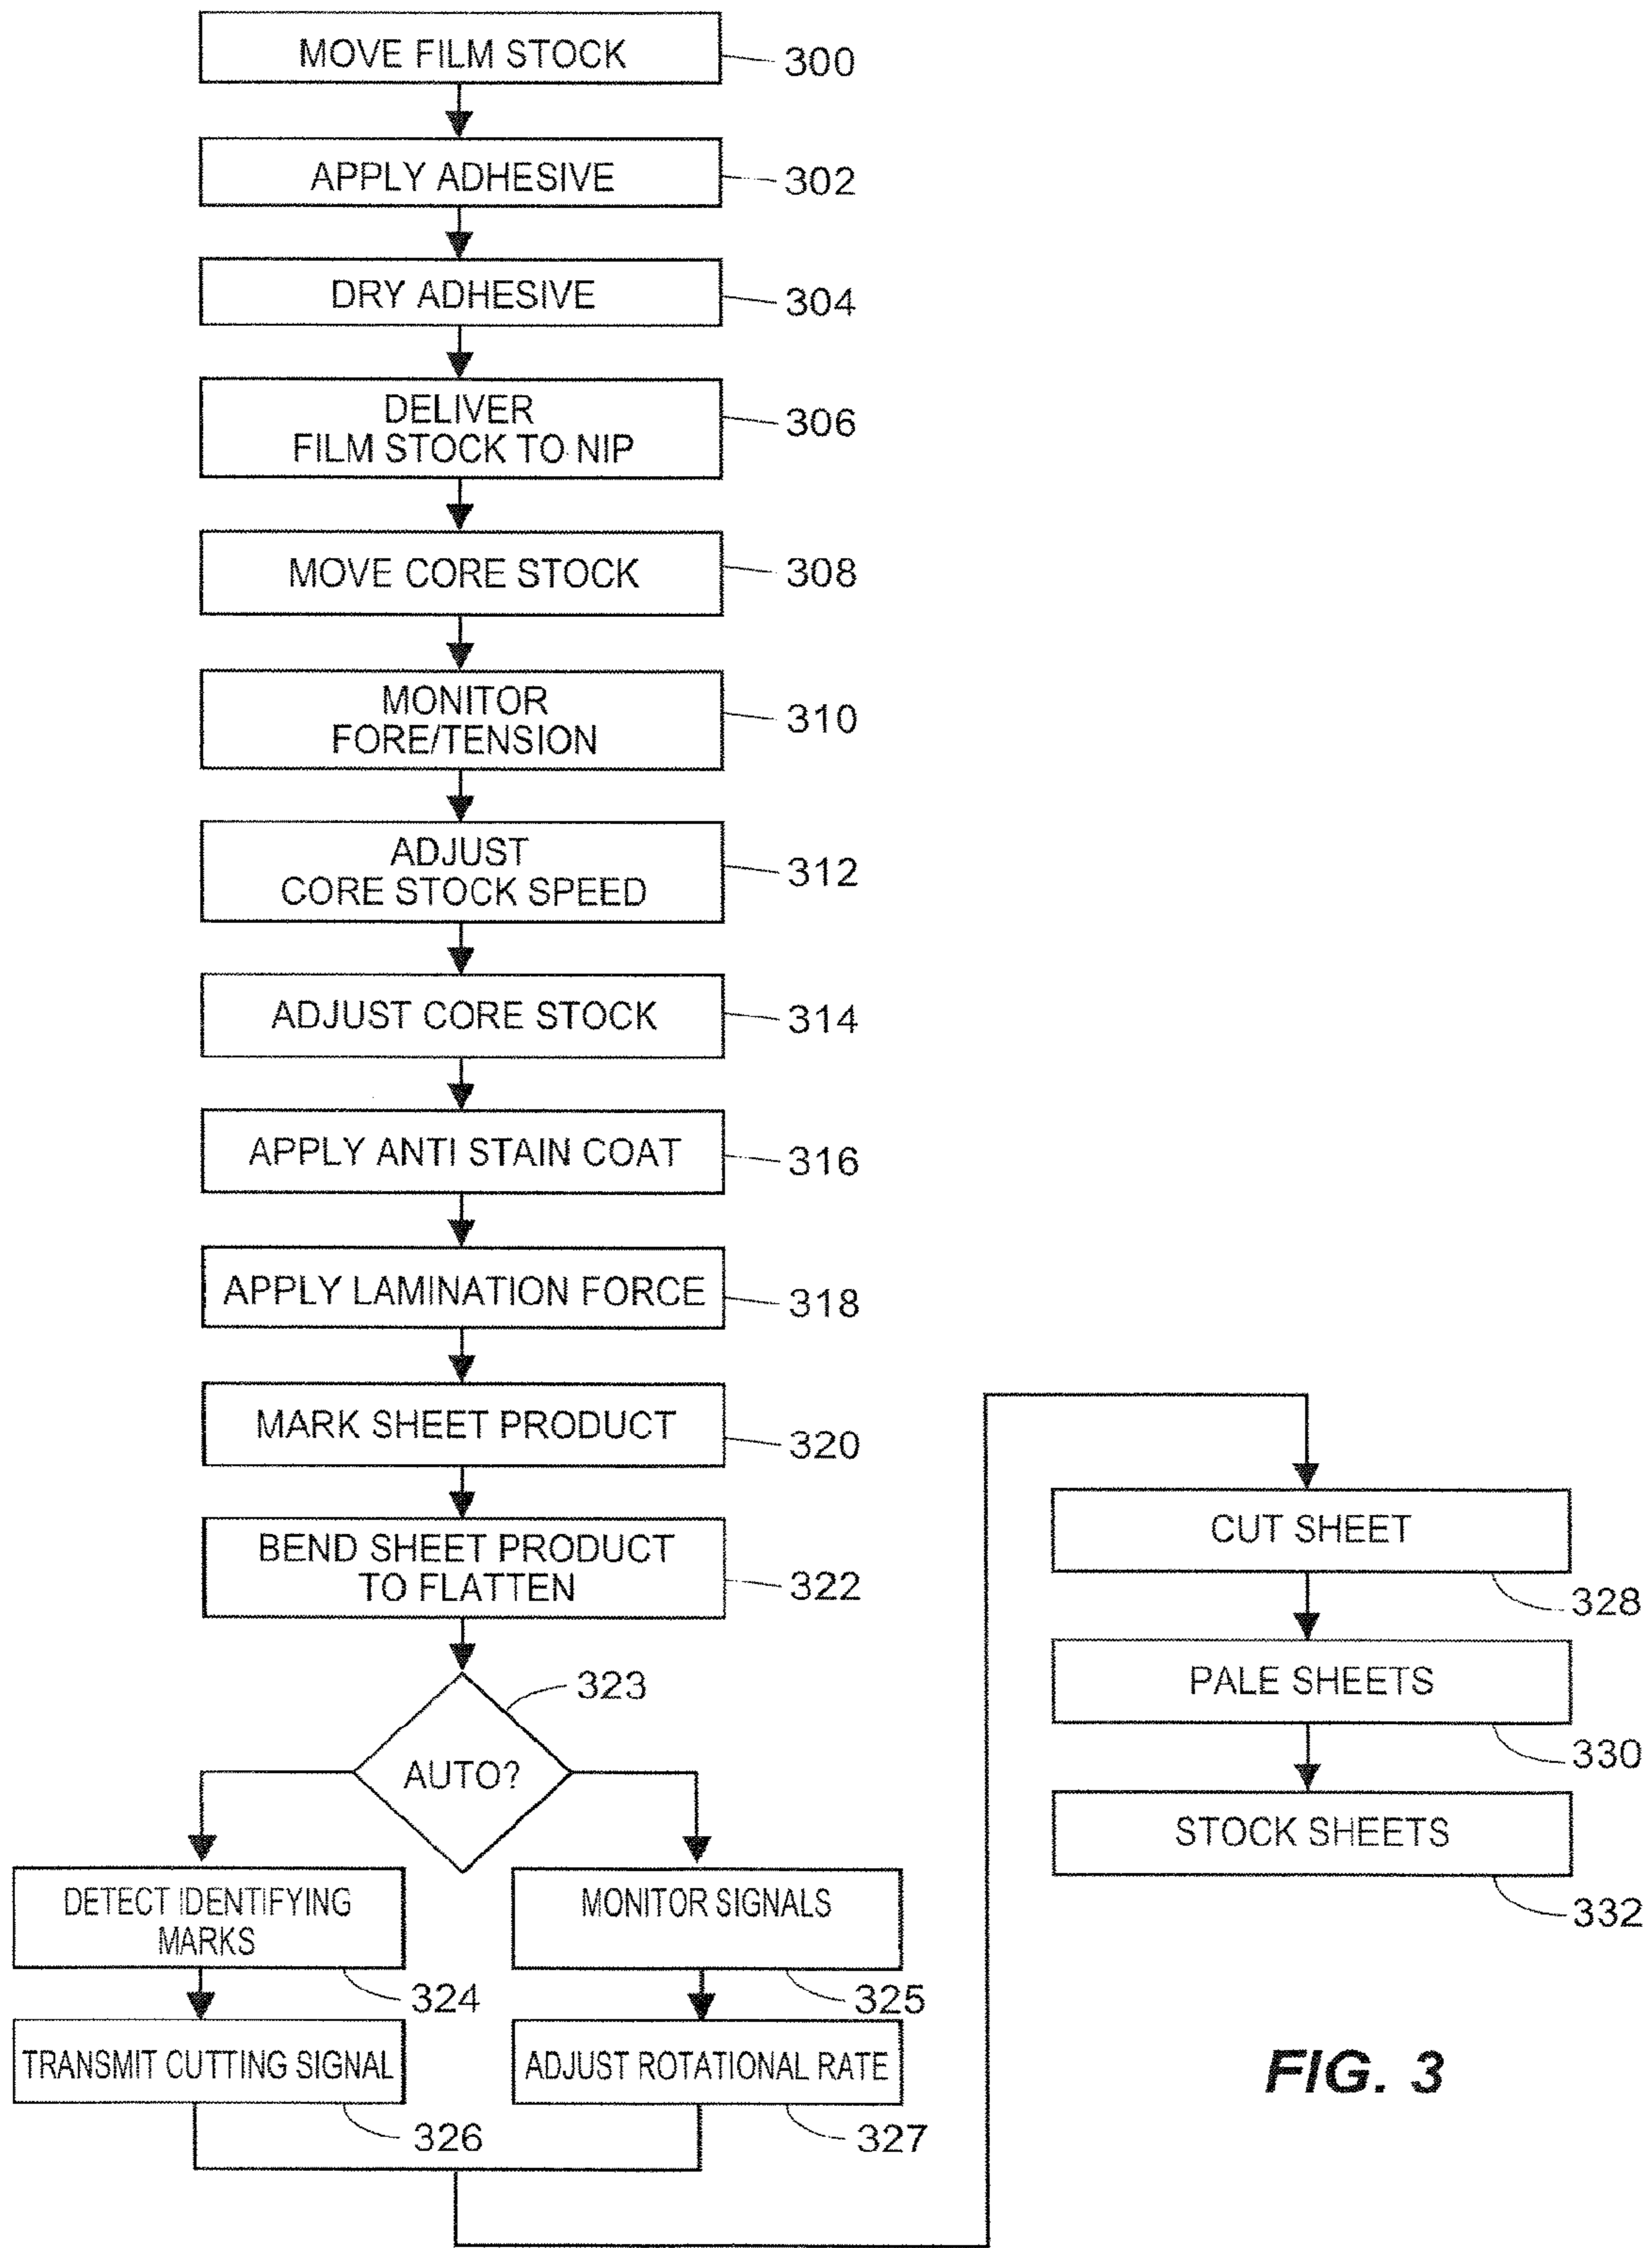 MOVE FILM STOCK
300
APPLY ADHESIVE
302
DRY ADHESIVE
304
DELIVER
FILM STOCK TO NIP
306
MOVE CORE STOCK
308
MONITOR
FORE/TENSION
310
ADJUST
CORE STOCK SPEED
312
ADJUST CORE STOCK
314
APPLY ANTI STAIN COAT
316
APPLY LAMINATION FORCE
318
MARK SHEET PRODUCT
320
BEND SHEET PRODUCT
TO FLATTEN
322
323
AUTO?
DETECT IDENTIFYING
MARKS
324
TRANSMIT CUTTING SIGNAL
326
MONITOR SIGNALS
325
ADJUST ROTATIONAL RATE
327
CUT SHEET
328
PALE SHEETS
330
STOCK SHEETS
332
FIG. 3